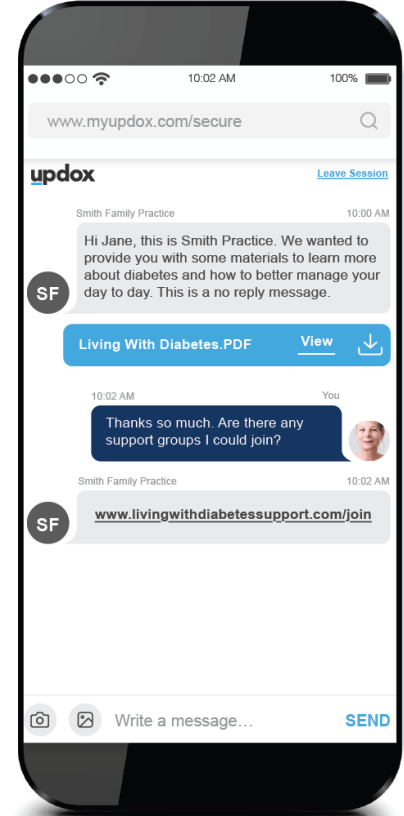 10:02 AM 100%
www.myupdox.com/secure
updox Leave Session
Smith Family Practice 10:00 AM
Hi Jane, this is Smith Practice. We wanted to
provide you with some materials to learn more
about diabetes and how to better manage your
day to day. This is a no reply message.
SF
Living With Diabetes.PDF View
10:02 AM You
Thanks so much. Are there any
support groups I could join?
Smith Family Practice 10:02 AM
www.livingwithdiabetessupport.com/join
SF
Write a message... SEND